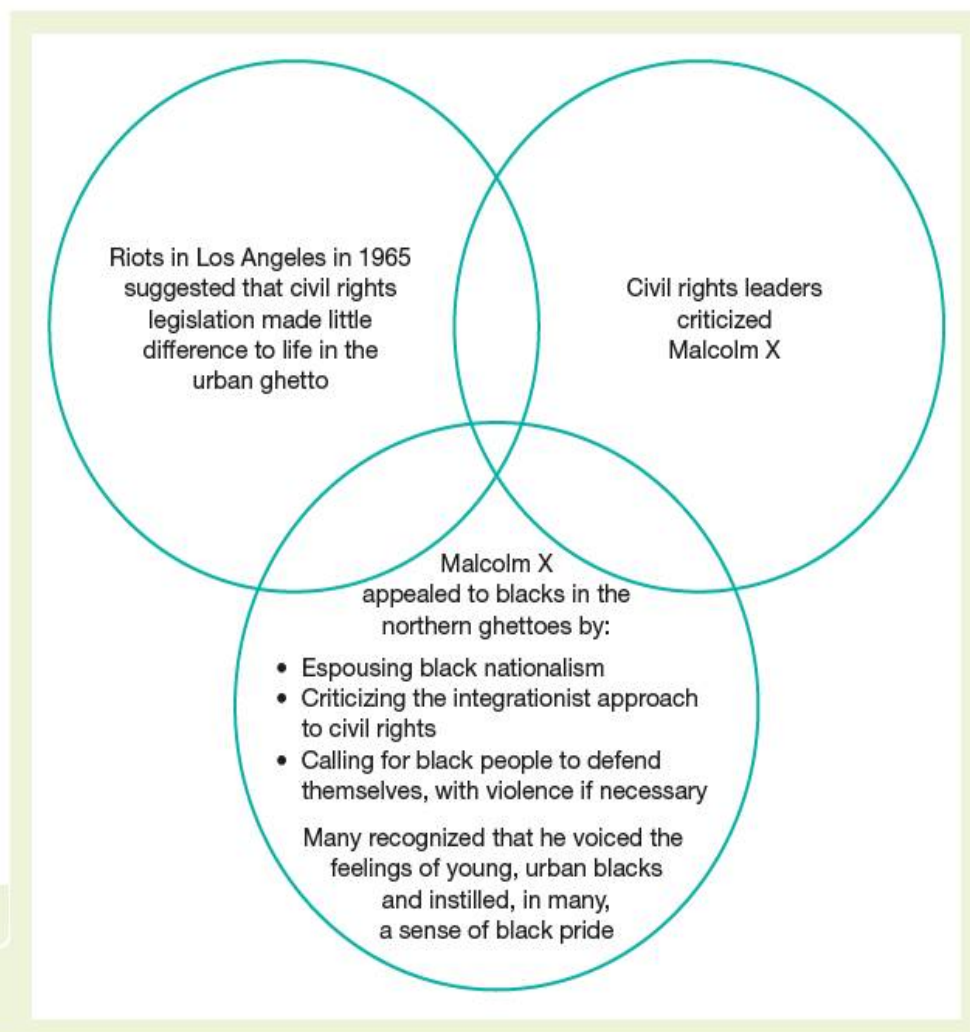 Riots in Los Angeles in 1965
suggested that civil rights
legislation made little
difference to life in the
urban ghetto
Civil rights leaders
criticized
Malcolm X
Malcolm X
appealed to blacks in the
northern ghettoes by:
• Espousing black nationalism
• Criticizing the integrationist approach
to civil rights
• Calling for black people to defend
themselves, with violence if necessary
Many recognized that he voiced the
feelings of young, urban blacks
and instilled, in many,
a sense of black pride